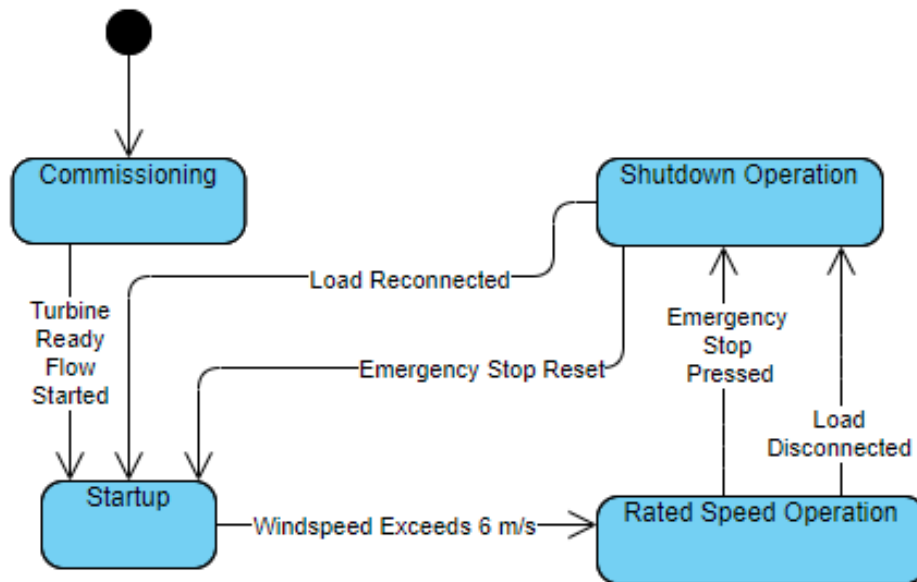 Commissioning
Shutdown Operation
Load Reconnected
Turbine
Ready
Flow
Started
Emergency
Stop
Pressed
Emergency Stop Reset
Load
Disconnected
Startup
Windspeed Exceeds 6 m/s
Rated Speed Operation